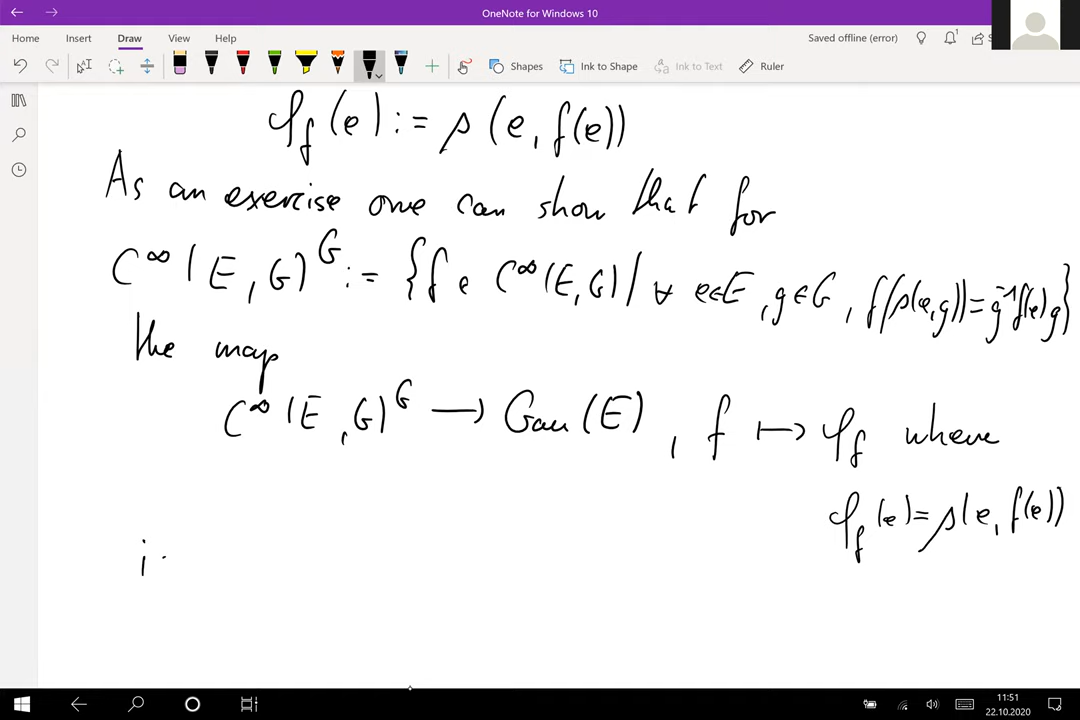 OneNote for Windows 10
Home Insert Draw View Help Saved offline (error)
Shapes Ink to Shape Ink to Text Ruler
φ_f(e) := ρ(e, f(e))
As an exercise one can show that for
C^∞(E, G)^G := {f ∈ C^∞(E, G) | ∀ e∈E, g∈G, f(ρ(e,g)) = g^{-1}f(e)g}
the map
C^∞(E, G)^G → Gau(E), f ↦ φ_f where
φ_f(e) = ρ(e, f(e))
i
11:51
22.10.2020